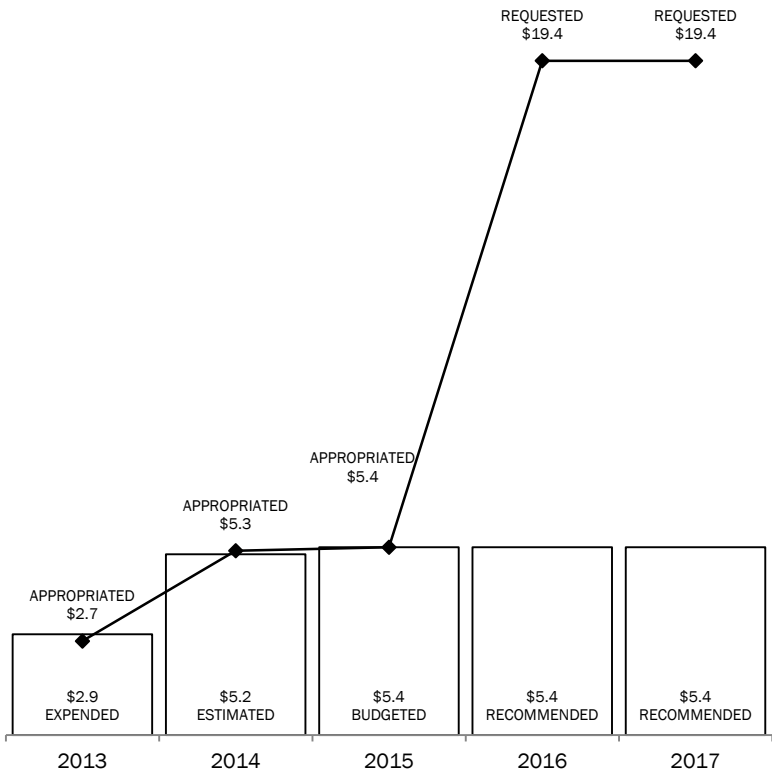 REQUESTED
$19.4
REQUESTED
$19.4
APPROPRIATED
$5.4
APPROPRIATED
$5.3
APPROPRIATED
$2.7
$2.9
EXPENDED
$5.2
ESTIMATED
$5.4
BUDGETED
$5.4
RECOMMENDED
$5.4
RECOMMENDED
2013
2014
2015
2016
2017